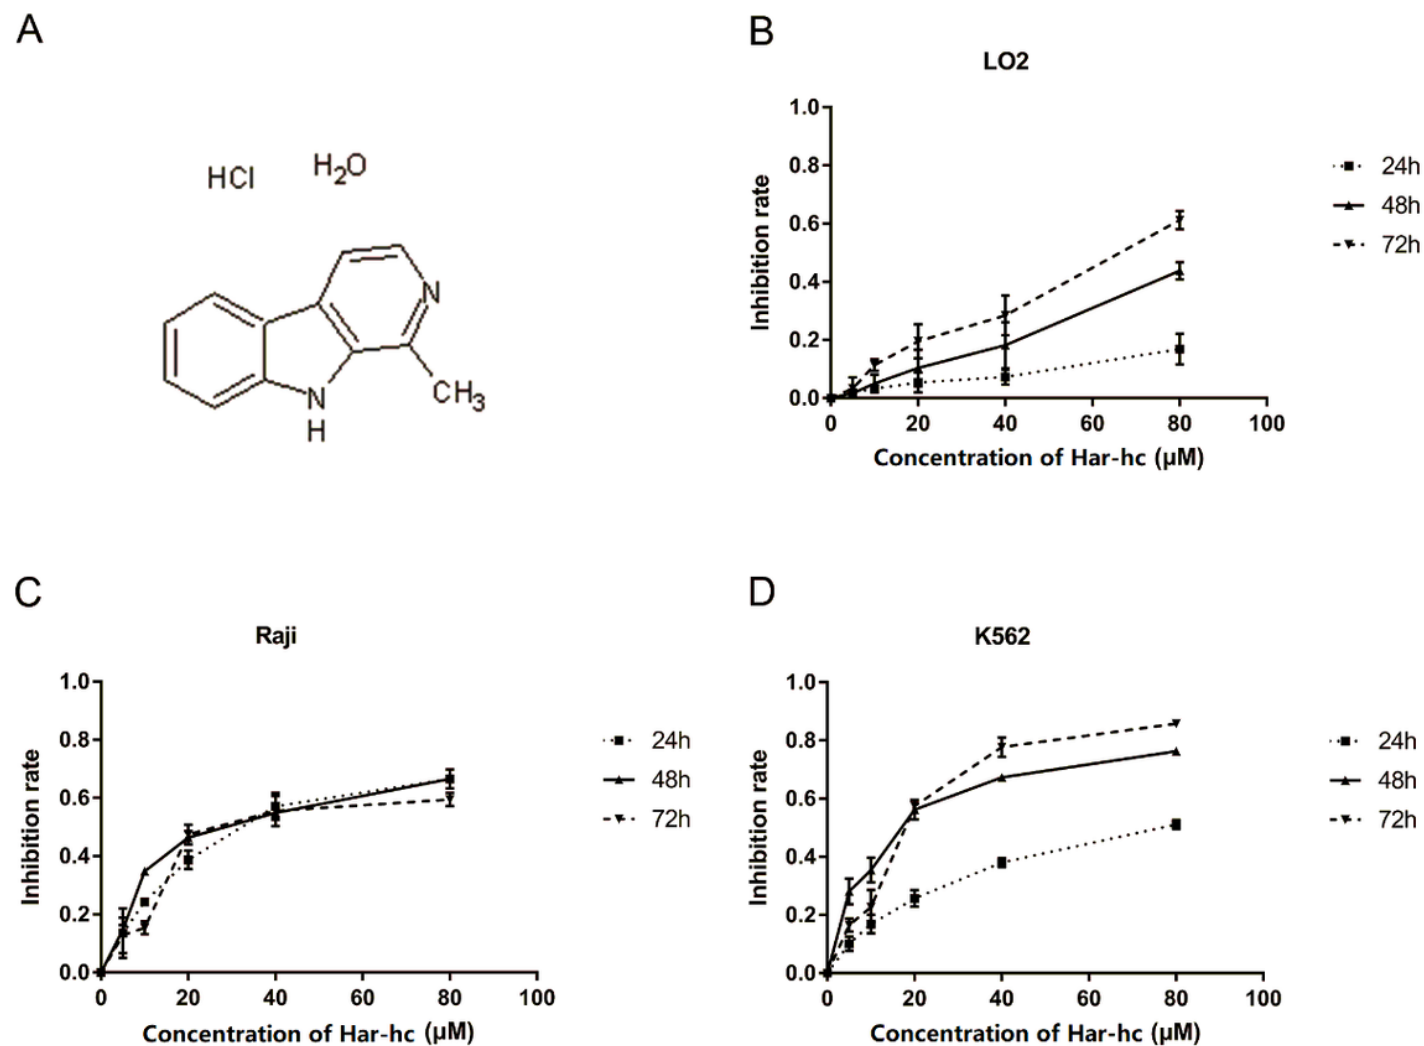 A
HCl H₂O
N
CH₃
N
H
B
LO2
1.0
0.8
0.6
0.4
0.2
0.0
Inhibition rate
0 20 40 60 80 100
Concentration of Har-hc (μM)
24h
48h
72h
C
Raji
1.0
0.8
0.6
0.4
0.2
0.0
Inhibition rate
0 20 40 60 80 100
Concentration of Har-hc (μM)
24h
48h
72h
D
K562
1.0
0.8
0.6
0.4
0.2
0.0
Inhibition rate
0 20 40 60 80 100
Concentration of Har-hc (μM)
24h
48h
72h